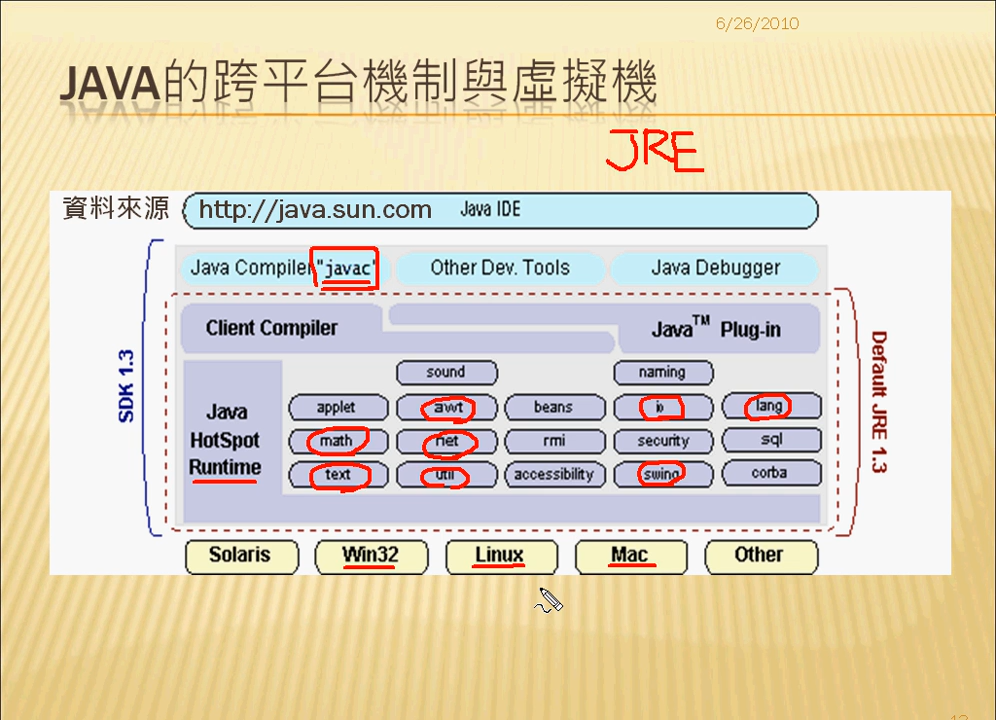 6/26/2010
JAVA的跨平台機制與虛擬機
JRE
資料來源 http://java.sun.com Java IDE
Java Compiler "javac" Other Dev. Tools Java Debugger
Client Compiler Java™ Plug-in
SDK 1.3
Default JRE 1.3
Java HotSpot Runtime
sound naming
applet awt beans io lang
math net rmi security sql
text util accessibility swing corba
Solaris Win32 Linux Mac Other